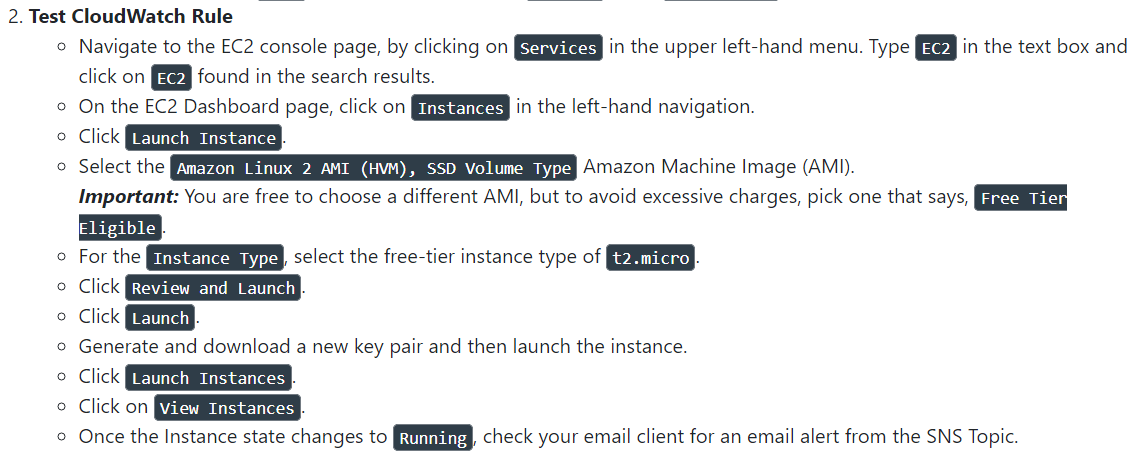 2. Test CloudWatch Rule
Navigate to the EC2 console page, by clicking on Services in the upper left-hand menu. Type EC2 in the text box and
click on EC2 found in the search results.
On the EC2 Dashboard page, click on Instances in the left-hand navigation.
Click Launch Instance.
Select the Amazon Linux 2 AMI (HVM), SSD Volume Type Amazon Machine Image (AMI).
Important: You are free to choose a different AMI, but to avoid excessive charges, pick one that says, Free Tier
Eligible.
For the Instance Type, select the free-tier instance type of t2.micro.
Click Review and Launch.
Click Launch.
Generate and download a new key pair and then launch the instance.
Click Launch Instances.
Click on View Instances.
Once the Instance state changes to Running, check your email client for an email alert from the SNS Topic.